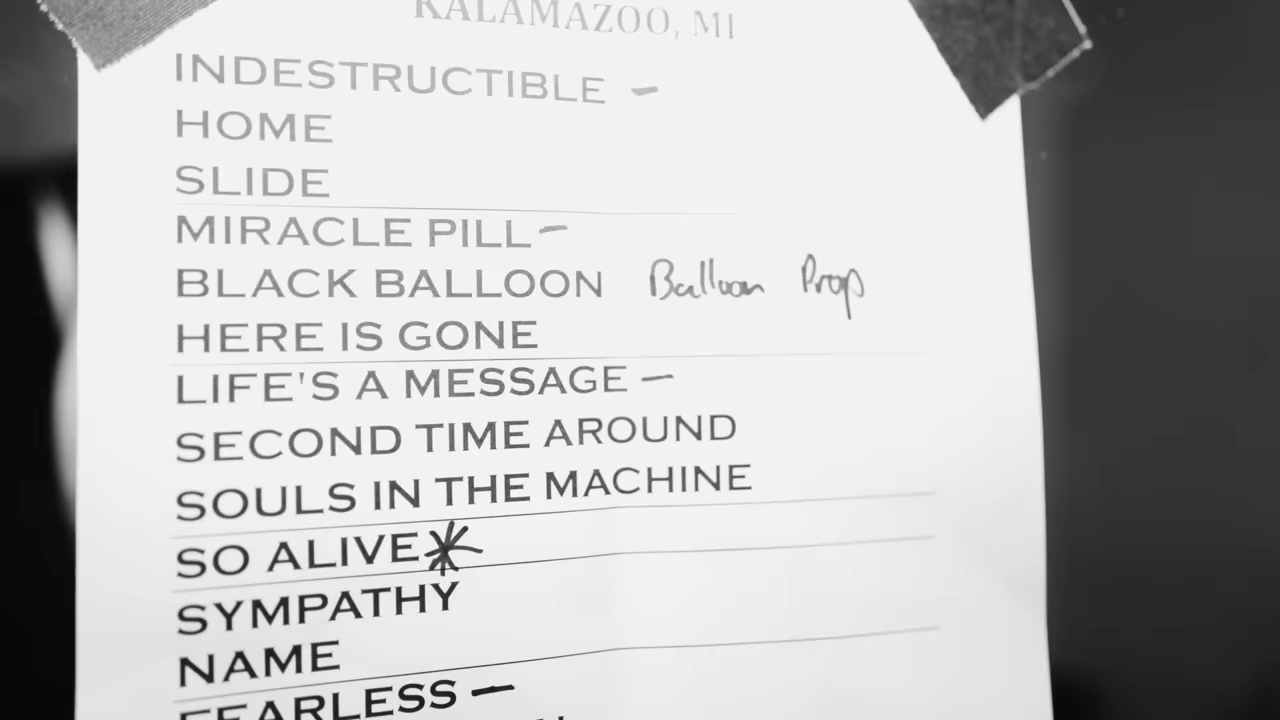 KALAMAZOO, MI
INDESTRUCTIBLE –
HOME
SLIDE
MIRACLE PILL –
BLACK BALLOON Balloon Prop
HERE IS GONE
LIFE'S A MESSAGE –
SECOND TIME AROUND
SOULS IN THE MACHINE
SO ALIVE *
SYMPATHY
NAME
FEARLESS –